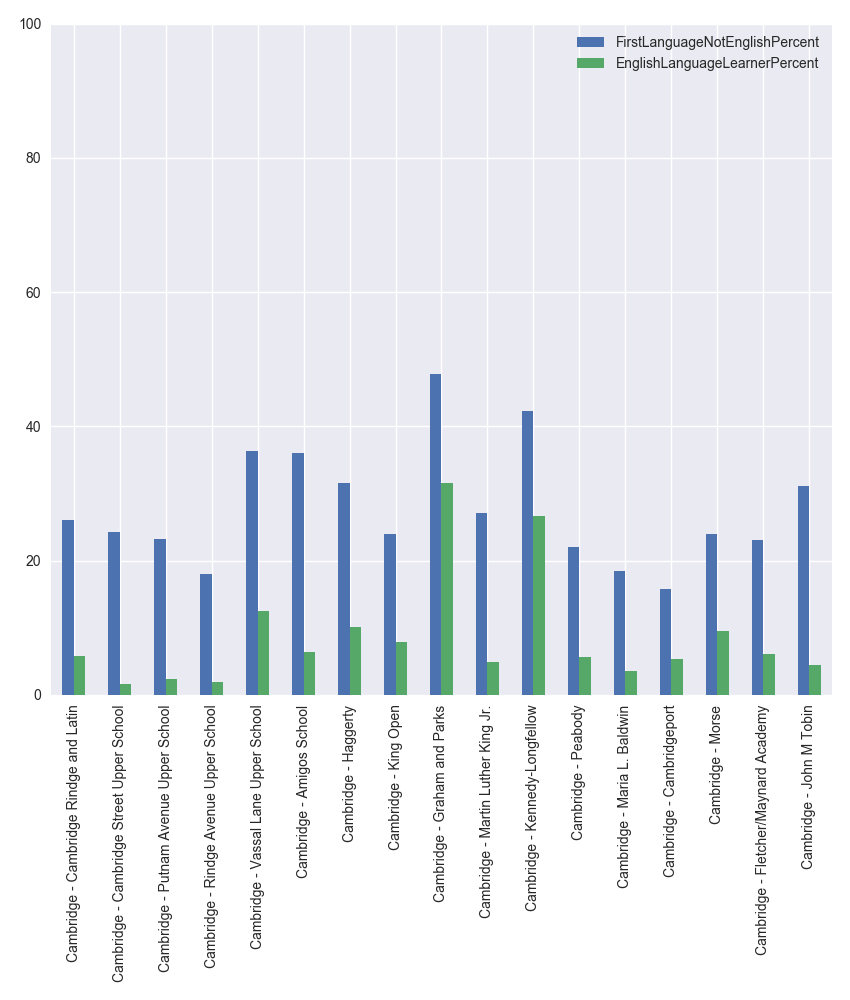 100
80
60
40
20
0
FirstLanguageNotEnglishPercent
EnglishLanguageLearnerPercent
Cambridge - Cambridge Rindge and Latin
Cambridge - Cambridge Street Upper School
Cambridge - Putnam Avenue Upper School
Cambridge - Rindge Avenue Upper School
Cambridge - Vassal Lane Upper School
Cambridge - Amigos School
Cambridge - Haggerty
Cambridge - King Open
Cambridge - Graham and Parks
Cambridge - Martin Luther King Jr.
Cambridge - Kennedy-Longfellow
Cambridge - Peabody
Cambridge - Maria L. Baldwin
Cambridge - Cambridgeport
Cambridge - Morse
Cambridge - Fletcher/Maynard Academy
Cambridge - John M Tobin